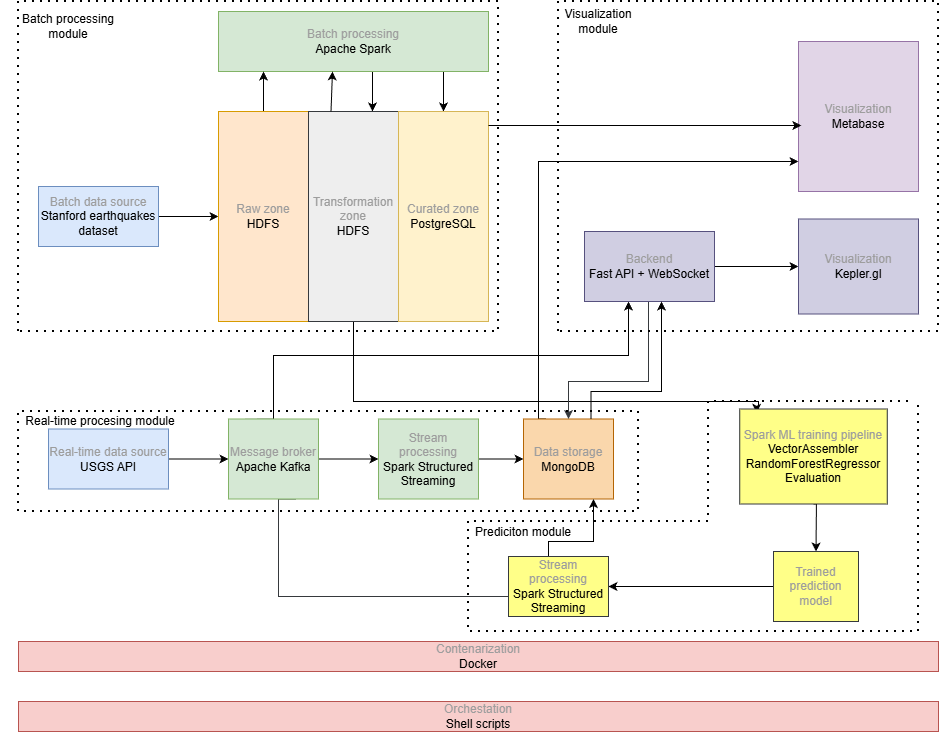 Batch processing
module
Batch processing
Apache Spark
Visualization
module
Visualization
Metabase
Batch data source
Stanford earthquakes
dataset
Raw zone
HDFS
Transformation
zone
HDFS
Curated zone
PostgreSQL
Backend
Fast API + WebSocket
Visualization
Kepler.gl
Real-time procesing module
Real-time data source
USGS API
Message broker
Apache Kafka
Stream
processing
Spark Structured
Streaming
Data storage
MongoDB
Spark ML training pipeline
VectorAssembler
RandomForestRegressor
Evaluation
Prediciton module
Stream
processing
Spark Structured
Streaming
Trained
prediction
model
Contenarization
Docker
Orchestation
Shell scripts